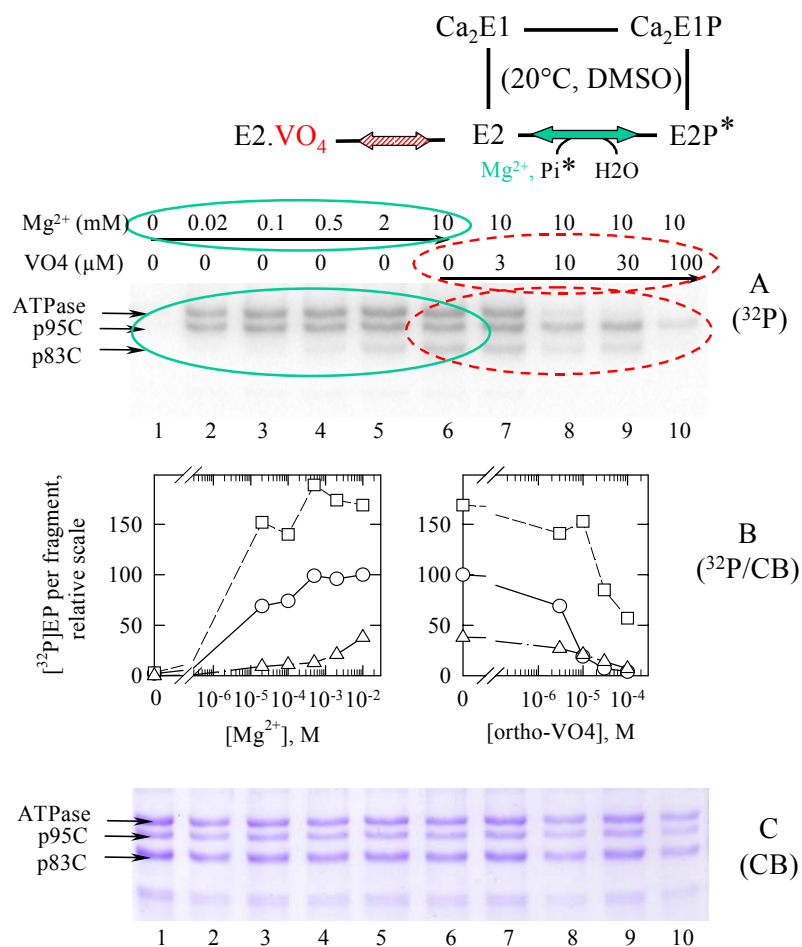 Ca₂E1 Ca₂E1P
(20°C, DMSO)
E2.VO₄ E2 E2P*
Mg²⁺, Pi* H2O
Mg²⁺ (mM) 0 0.02 0.1 0.5 2 10 10 10 10 10
VO4 (µM) 0 0 0 0 0 0 3 10 30 100
A
(³²P)
ATPase
p95C
p83C
1 2 3 4 5 6 7 8 9 10
[³²P]EP per fragment,
relative scale
150
100
50
0
0 10⁻⁶ 10⁻⁵ 10⁻⁴ 10⁻³ 10⁻²
[Mg²⁺], M
150
100
50
0
0 10⁻⁶ 10⁻⁵ 10⁻⁴
[ortho-VO4], M
B
(³²P/CB)
ATPase
p95C
p83C
C
(CB)
1 2 3 4 5 6 7 8 9 10